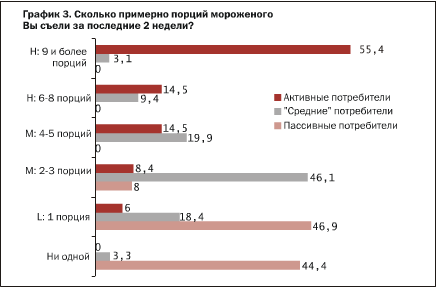 График 3. Сколько примерно порций мороженого
Вы съели за последние 2 недели?
Н: 9 и более
порций
55,4
3,1
0
Н: 6-8 порций
14,5
9,4
0
М: 4-5 порций
14,5
19,9
0
М: 2-3 порции
8,4
46,1
8
L: 1 порция
6
18,4
46,9
Ни одной
0
3,3
44,4
Активные потребители
"Средние" потребители
Пассивные потребители